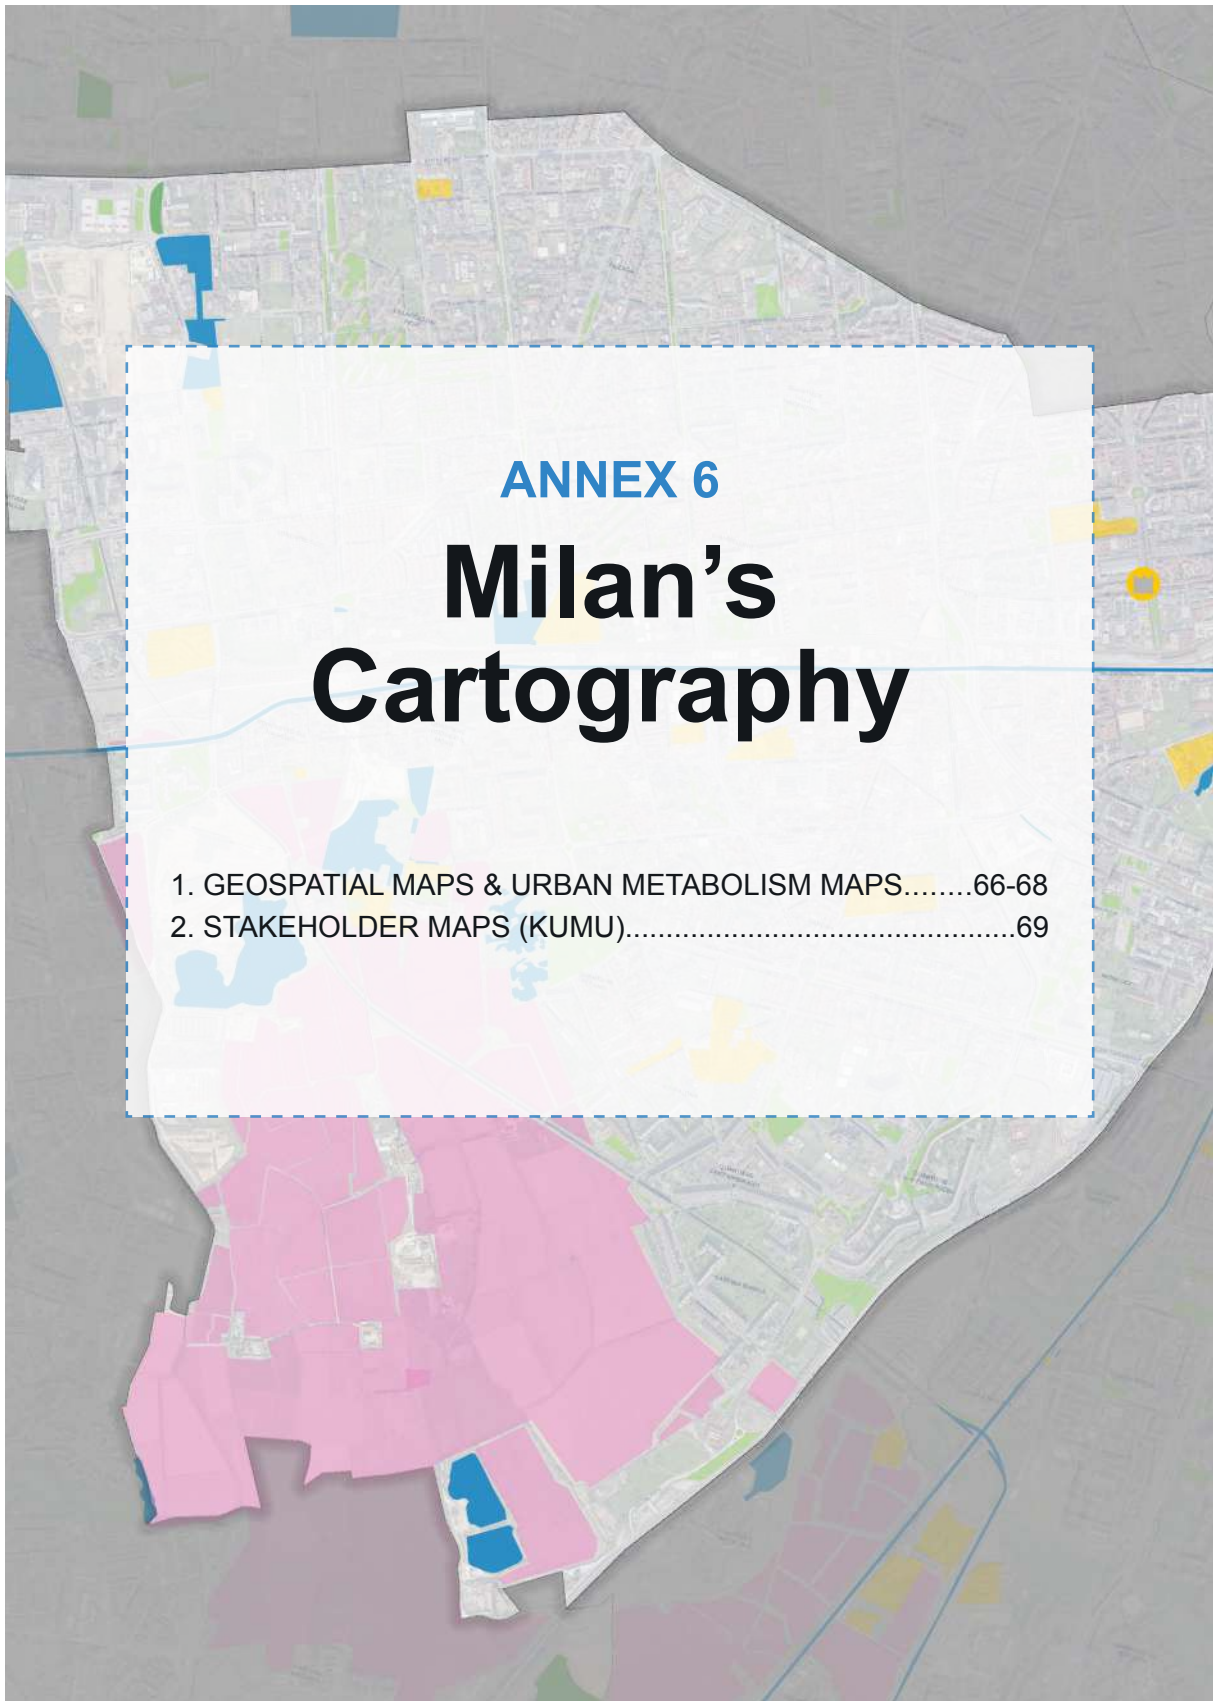 ANNEX 6
Milan’s
Cartography
1. GEOSPATIAL MAPS & URBAN METABOLISM MAPS........66-68
2. STAKEHOLDER MAPS (KUMU)................................................69